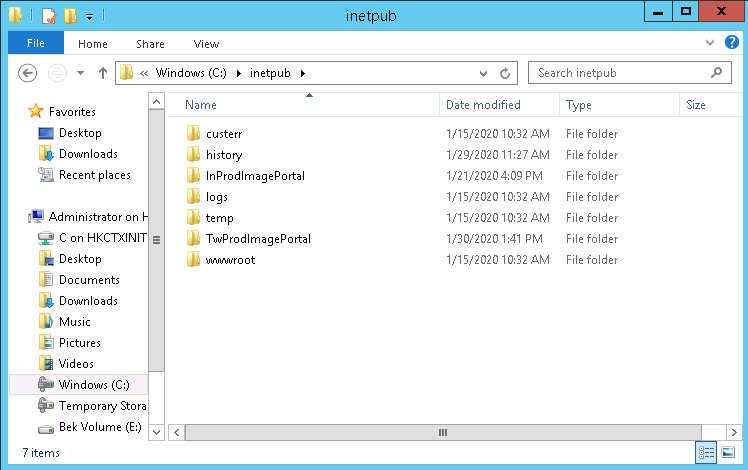 inetpub
File Home Share View
« Windows (C:) inetpub Search inetpub
Name Date modified Type Size
Favorites
Desktop
Downloads
Recent places
Administrator on H
C on HKCTXINIT
Desktop
Documents
Downloads
Music
Pictures
Videos
Windows (C:)
Temporary Stora
Bek Volume (E:)
custerr 1/15/2020 10:32 AM File folder
history 1/29/2020 11:27 AM File folder
InProdImagePortal 1/21/2020 4:09 PM File folder
logs 1/15/2020 10:32 AM File folder
temp 1/15/2020 10:32 AM File folder
TwProdImagePortal 1/30/2020 1:41 PM File folder
wwwroot 1/15/2020 10:32 AM File folder
7 items